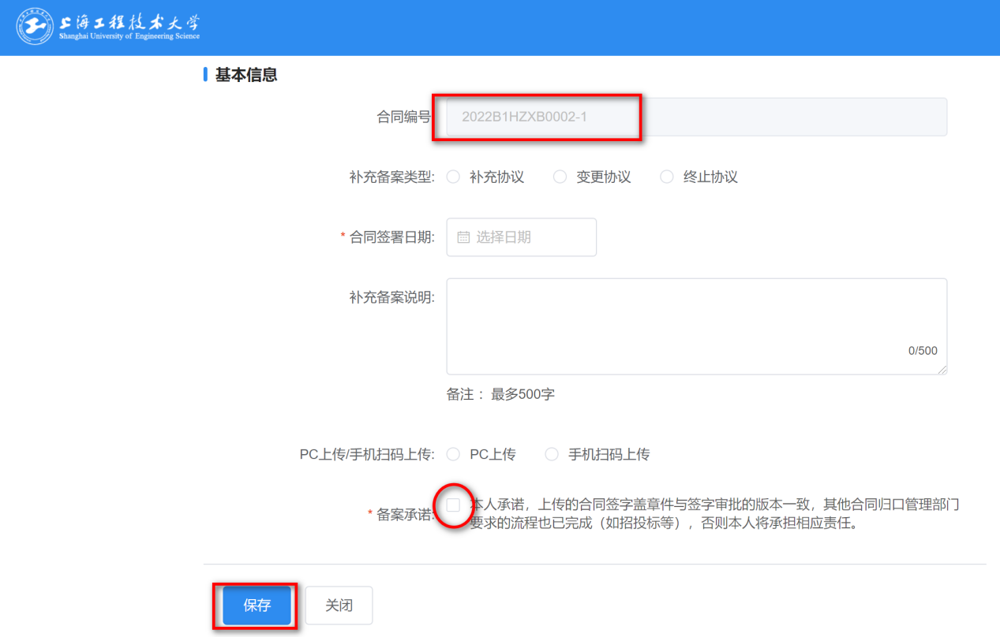 上海工程技术大学
Shanghai University of Engineering Science
基本信息
合同编号 2022B1HZXB0002-1
补充备案类型: 补充协议 变更协议 终止协议
* 合同签署日期: 选择日期
补充备案说明:
0/500
备注 ：最多500字
PC上传/手机扫码上传: PC上传 手机扫码上传
* 备案承诺: 本人承诺，上传的合同签字盖章件与签字审批的版本一致，其他合同归口管理部门
要求的流程也已完成（如招投标等），否则本人将承担相应责任。
保存 关闭